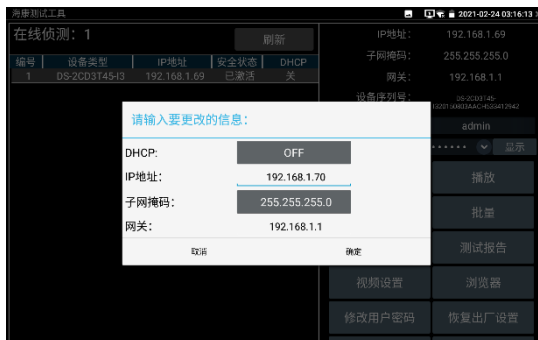 海康测试工具 2021-02-24 03:16:13
在线侦测：1 刷新
编号 设备类型 IP地址 安全状态 DHCP
1 DS-2CD3T45-I3 192.168.1.69 已激活 关
IP地址： 192.168.1.69
子网掩码： 255.255.255.0
网关： 192.168.1.1
设备序列号： DS-2CD3T45-
admin
显示
请输入要更改的信息：
DHCP: OFF
IP地址： 192.168.1.70
子网掩码： 255.255.255.0
网关： 192.168.1.1
取消 确定
播放
批量
测试报告
视频设置 浏览器
修改用户密码 恢复出厂设置